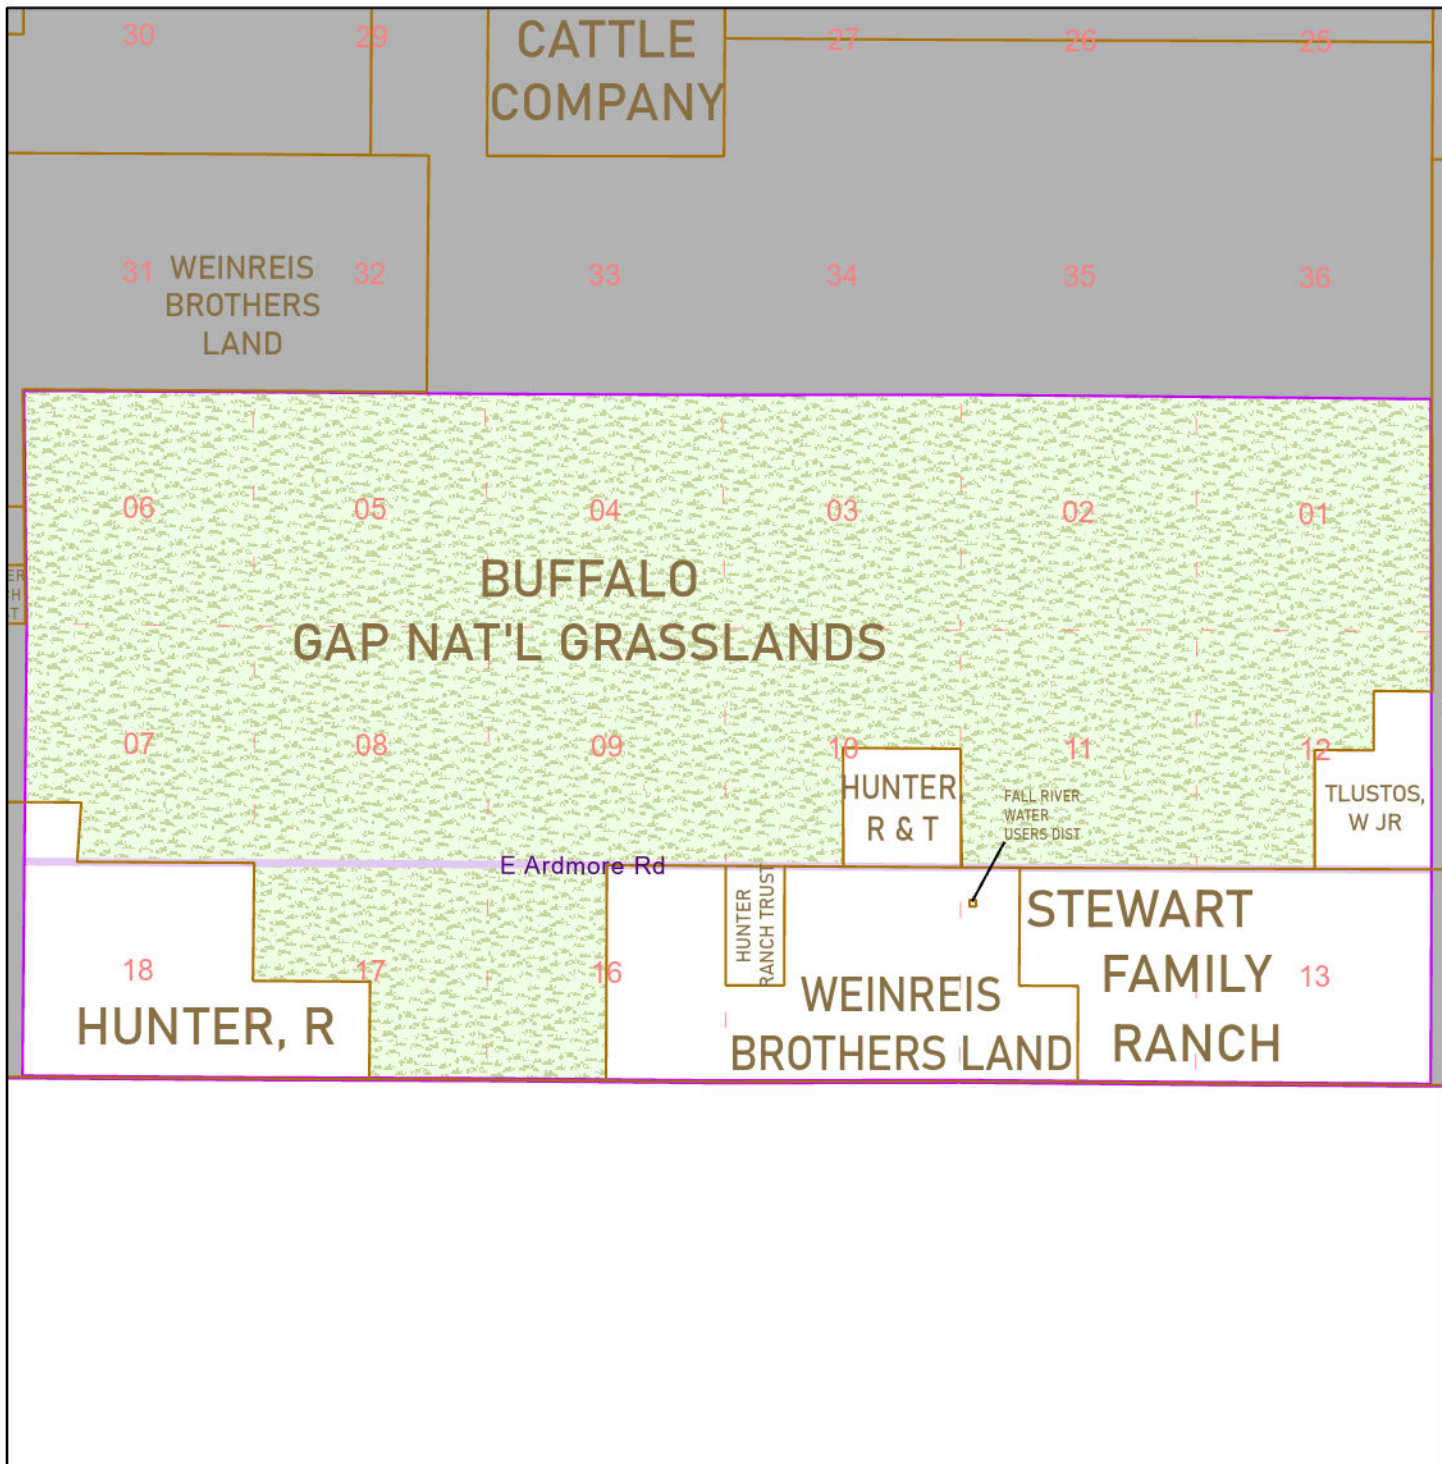 30
29
CATTLE
COMPANY
27
26
25
31
32
33
34
35
36
WEINREIS
BROTHERS
LAND
06
05
04
03
02
01
ER
CH
T
BUFFALO
GAP NAT'L GRASSLANDS
07
08
09
10
11
12
HUNTER,
R & T
FALL RIVER
WATER
USERS DIST
TLUSTOS,
W JR
E Ardmore Rd
HUNTER
RANCH TRUST
STEWART
FAMILY
RANCH
18
17
16
13
HUNTER, R
WEINREIS
BROTHERS LAND